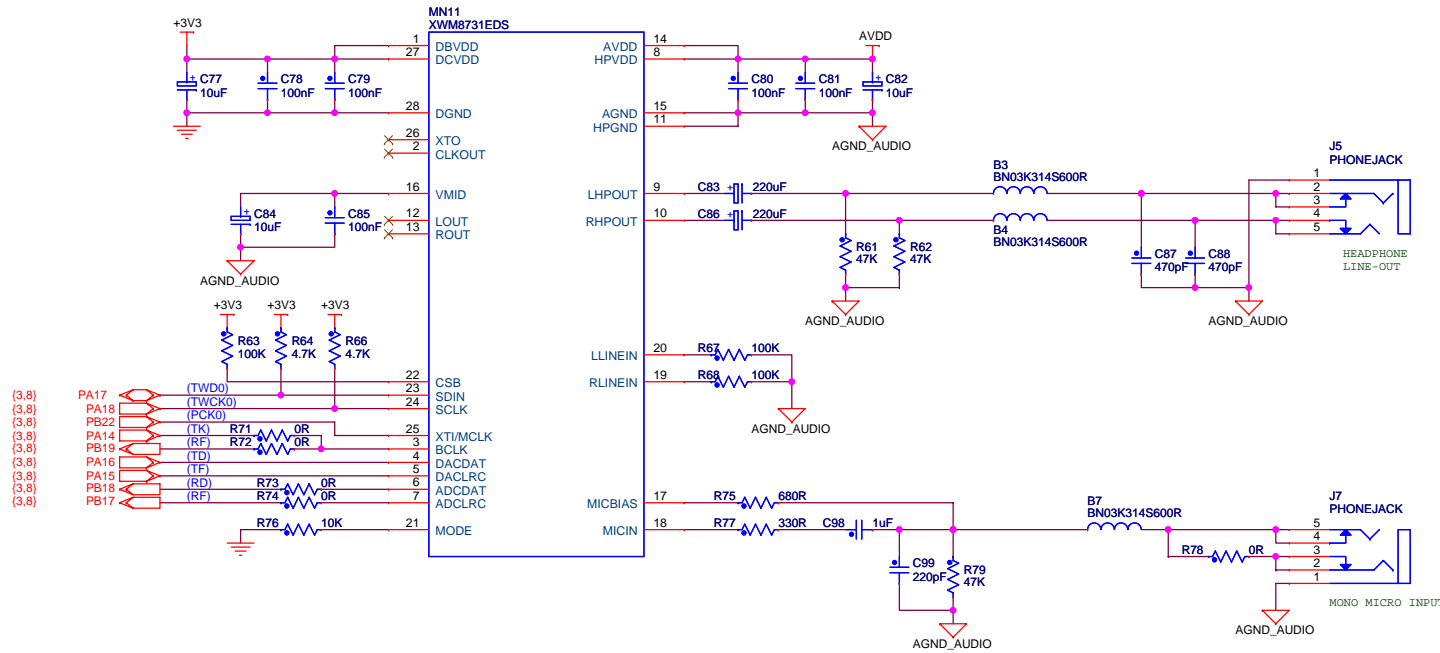 MN11
XWM8731EDS
+3V3
1 DBVDD
27 DCVDD
C77
10uF
C78
100nF
C79
100nF
28 DGND
26 XTO
2 CLKOUT
16 VMID
12 LOUT
13 ROUT
C84
10uF
C85
100nF
AGND_AUDIO
+3V3
+3V3
+3V3
R63
100K
R64
4.7K
R66
4.7K
22 CSB
{3,8} PA17 (TWD0) 23 SDIN
{3,8} PA18 (TWCK0) 24 SCLK
{3,8} PB22 (PCK0) 25 XTI/MCLK
{3,8} PA14 (TK) R71 0R
{3,8} PB19 (RF) R72 0R 3 BCLK
{3,8} PA16 (TD) 4 DACDAT
{3,8} PA15 (TF) 5 DACLRC
{3,8} PB18 (RD) R73 0R 6 ADCDAT
{3,8} PB17 (RF) R74 0R 7 ADCLRC
R76 10K 21 MODE
AVDD 14
HPVDD 8
AVDD
C80
100nF
C81
100nF
C82
10uF
AGND 15
HPGND 11
AGND_AUDIO
LHPOUT 9 C83 220uF
RHPOUT 10 C86 220uF
B3
BN03K314S600R
B4
BN03K314S600R
R61
47K
R62
47K
AGND_AUDIO
C87
470pF
C88
470pF
AGND_AUDIO
J5
PHONEJACK
1
2
3
4
5
HEADPHONE
LINE-OUT
LLINEIN 20 R67 100K
RLINEIN 19 R68 100K
AGND_AUDIO
MICBIAS 17 R75 680R
MICIN 18 R77 330R C98 1uF
C99
220pF
R79
47K
AGND_AUDIO
B7
BN03K314S600R
R78 0R
J7
PHONEJACK
5
4
3
2
1
AGND_AUDIO
MONO MICRO INPUT